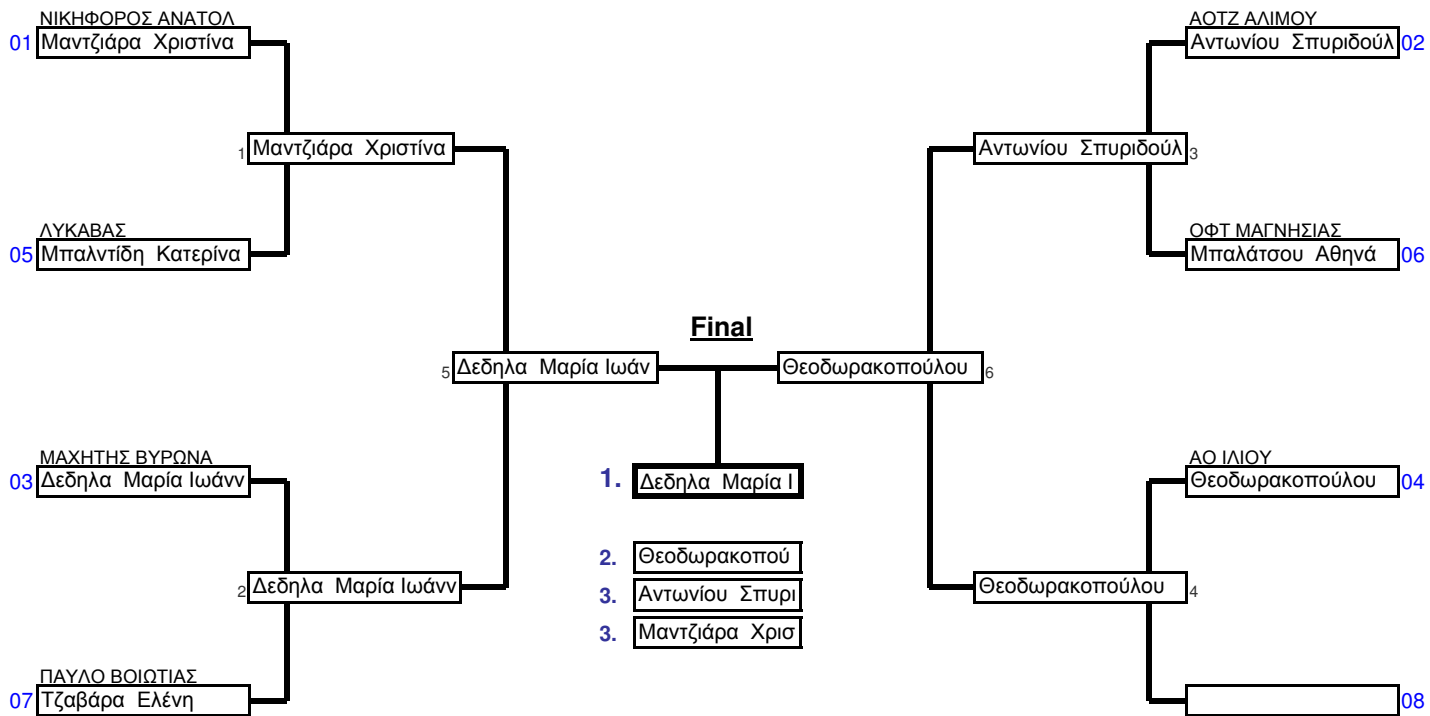 ΝΙΚΗΦΟΡΟΣ ΑΝΑΤΟΛ
01 Μαντζιάρα Χριστίνα
ΑΟΤΖ ΑΛΙΜΟΥ
Αντωνίου Σπυριδούλ 02
1 Μαντζιάρα Χριστίνα
Αντωνίου Σπυριδούλ 3
ΛΥΚΑΒΑΣ
05 Μπαλντίδη Κατερίνα
ΟΦΤ ΜΑΓΝΗΣΙΑΣ
Μπαλάτσου Αθηνά 06
Final
5 Δεδηλα Μαρία Ιωάν
Θεοδωρακοπούλου 6
ΜΑΧΗΤΗΣ ΒΥΡΩΝΑ
03 Δεδηλα Μαρία Ιωάνν
1. Δεδηλα Μαρία Ι
ΑΟ ΙΛΙΟΥ
Θεοδωρακοπούλου 04
2. Θεοδωρακοπού
2 Δεδηλα Μαρία Ιωάνν
3. Αντωνίου Σπυρι
Θεοδωρακοπούλου 4
3. Μαντζιάρα Χρισ
ΠΑΥΛΟ ΒΟΙΩΤΙΑΣ
07 Τζαβάρα Ελένη
08